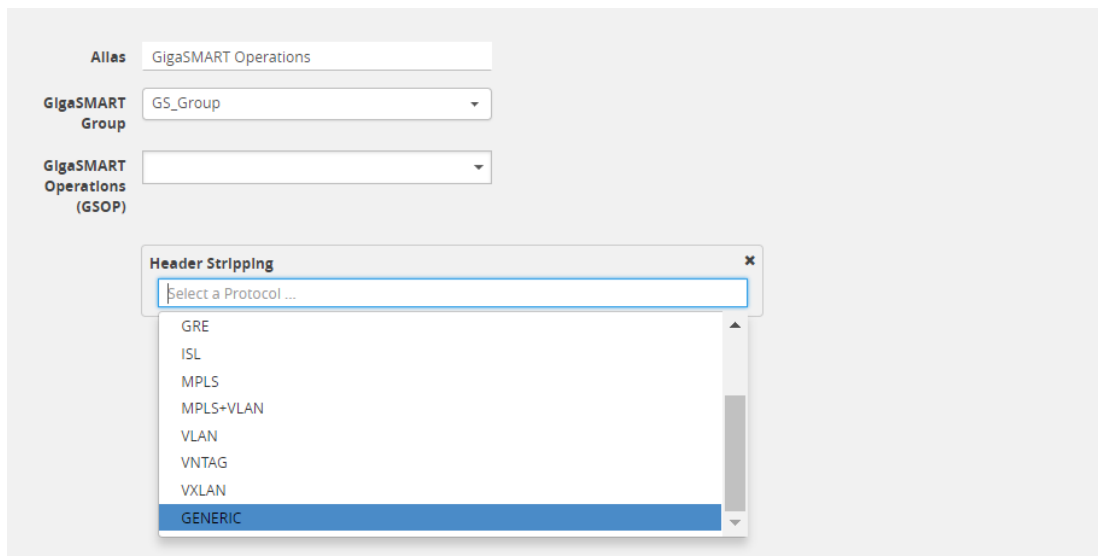 Alias GigaSMART Operations
GigaSMART Group GS_Group
GigaSMART Operations (GSOP)
Header Stripping
Select a Protocol ...
GRE
ISL
MPLS
MPLS+VLAN
VLAN
VNTAG
VXLAN
GENERIC